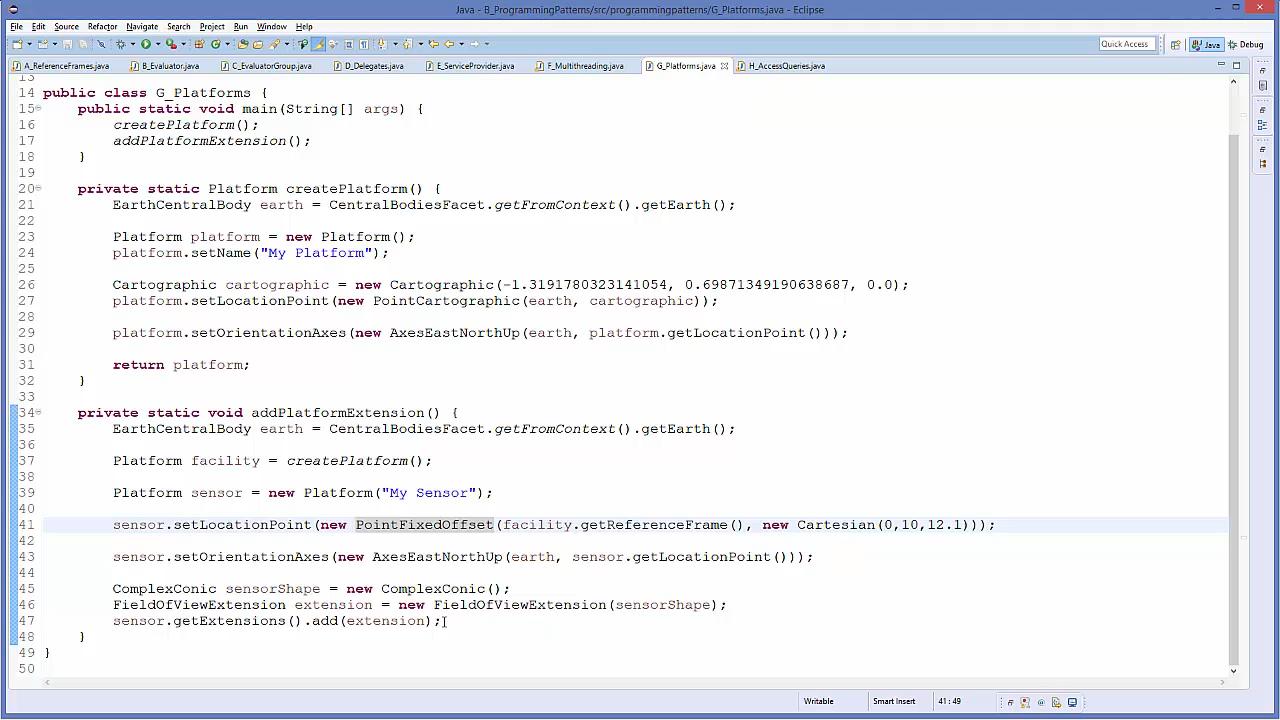 Java - B_ProgrammingPatterns/src/programmingpatterns/G_Platforms.java - Eclipse
File Edit Source Refactor Navigate Search Project Run Window Help
Quick Access Java Debug
A_ReferenceFrames.java B_Evaluator.java C_EvaluatorGroup.java D_Delegates.java E_ServiceProvider.java F_Multithreading.java G_Platforms.java H_AccessQueries.java
13
14 public class G_Platforms {
15 public static void main(String[] args) {
16 createPlatform();
17 addPlatformExtension();
18 }
19
20 private static Platform createPlatform() {
21 EarthCentralBody earth = CentralBodiesFacet.getFromContext().getEarth();
22
23 Platform platform = new Platform();
24 platform.setName("My Platform");
25
26 Cartographic cartographic = new Cartographic(-1.3191780323141054, 0.69871349190638687, 0.0);
27 platform.setLocationPoint(new PointCartographic(earth, cartographic));
28
29 platform.setOrientationAxes(new AxesEastNorthUp(earth, platform.getLocationPoint()));
30
31 return platform;
32 }
33
34 private static void addPlatformExtension() {
35 EarthCentralBody earth = CentralBodiesFacet.getFromContext().getEarth();
36
37 Platform facility = createPlatform();
38
39 Platform sensor = new Platform("My Sensor");
40
41 sensor.setLocationPoint(new PointFixedOffset(facility.getReferenceFrame(), new Cartesian(0,10,12.1)));
42
43 sensor.setOrientationAxes(new AxesEastNorthUp(earth, sensor.getLocationPoint()));
44
45 ComplexConic sensorShape = new ComplexConic();
46 FieldOfViewExtension extension = new FieldOfViewExtension(sensorShape);
47 sensor.getExtensions().add(extension);
48 }
49 }
50
Writable Smart Insert 41 : 49